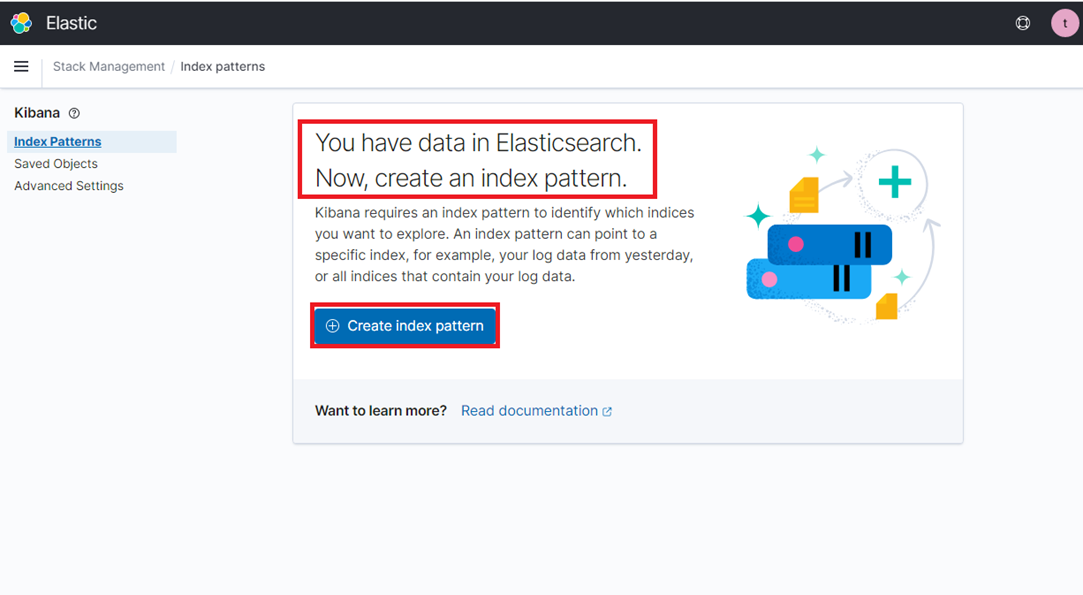 Elastic
t
Stack Management / Index patterns
Kibana
Index Patterns
Saved Objects
Advanced Settings
You have data in Elasticsearch.
Now, create an index pattern.
Kibana requires an index pattern to identify which indices
you want to explore. An index pattern can point to a
specific index, for example, your log data from yesterday,
or all indices that contain your log data.
Create index pattern
Want to learn more? Read documentation